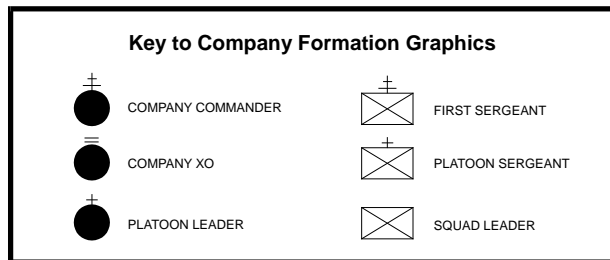 Key to Company Formation Graphics
COMPANY COMMANDER
FIRST SERGEANT
COMPANY XO
PLATOON SERGEANT
PLATOON LEADER
SQUAD LEADER